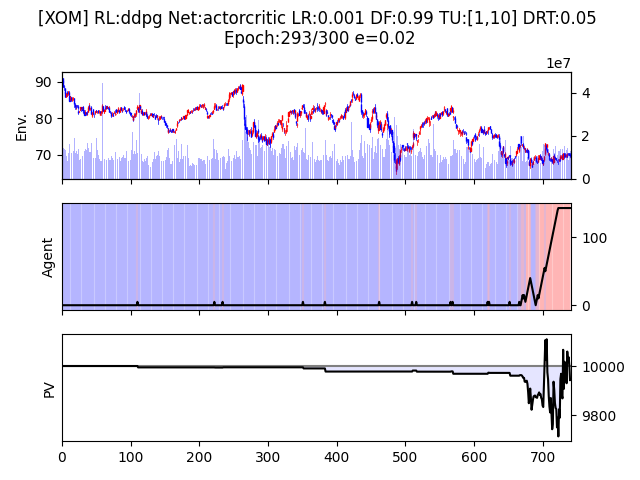 [XOM] RL:ddpg Net:actorcritic LR:0.001 DF:0.99 TU:[1,10] DRT:0.05
Epoch:293/300 e=0.02
1e7
90
80
70
Env.
4
2
0
Agent
100
0
PV
10000
9800
0 100 200 300 400 500 600 700